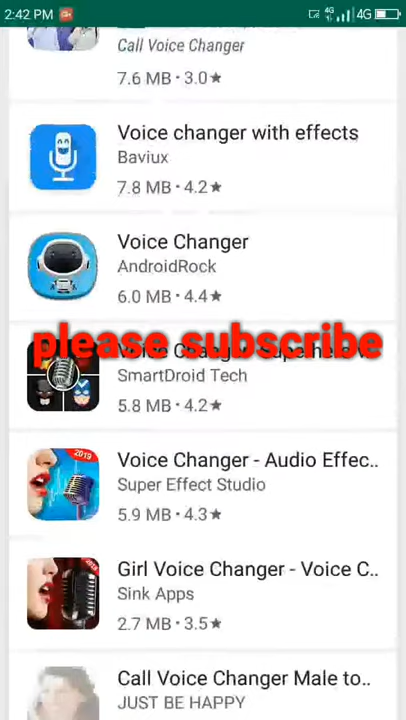 2:42 PM 4G 4G
Call Voice Changer
7.6 MB · 3.0★
Voice changer with effects
Baviux
7.8 MB · 4.2★
Voice Changer
AndroidRock
6.0 MB · 4.4★
please subscribe
SmartDroid Tech
5.8 MB · 4.2★
2019
Voice Changer - Audio Effec..
Super Effect Studio
5.9 MB · 4.3★
Girl Voice Changer - Voice C..
Sink Apps
2.7 MB · 3.5★
Call Voice Changer Male to..
JUST BE HAPPY